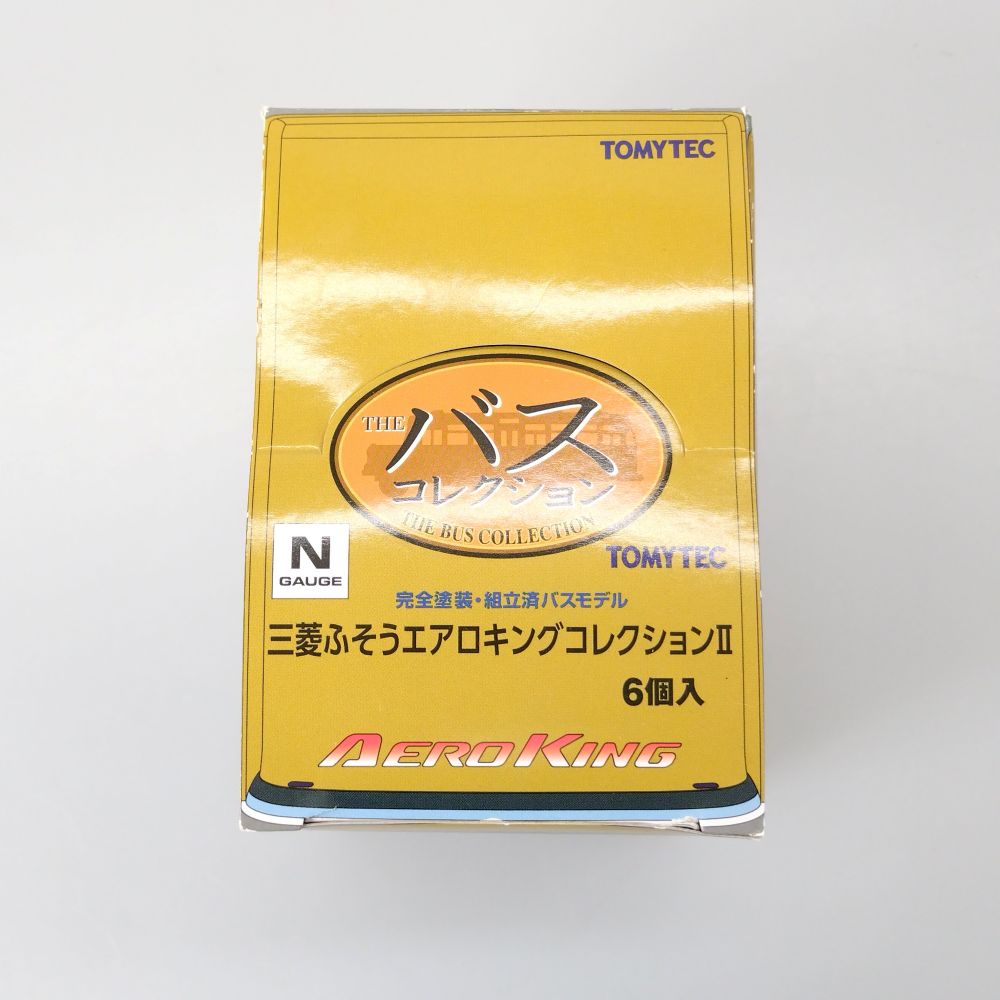 TOMYTEC
THE バス
コレクション
THE BUS COLLECTION
TOMYTEC
N
GAUGE
完全塗装・組立済バスモデル
三菱ふそうエアロキングコレクションⅡ
6個入
AEROKING